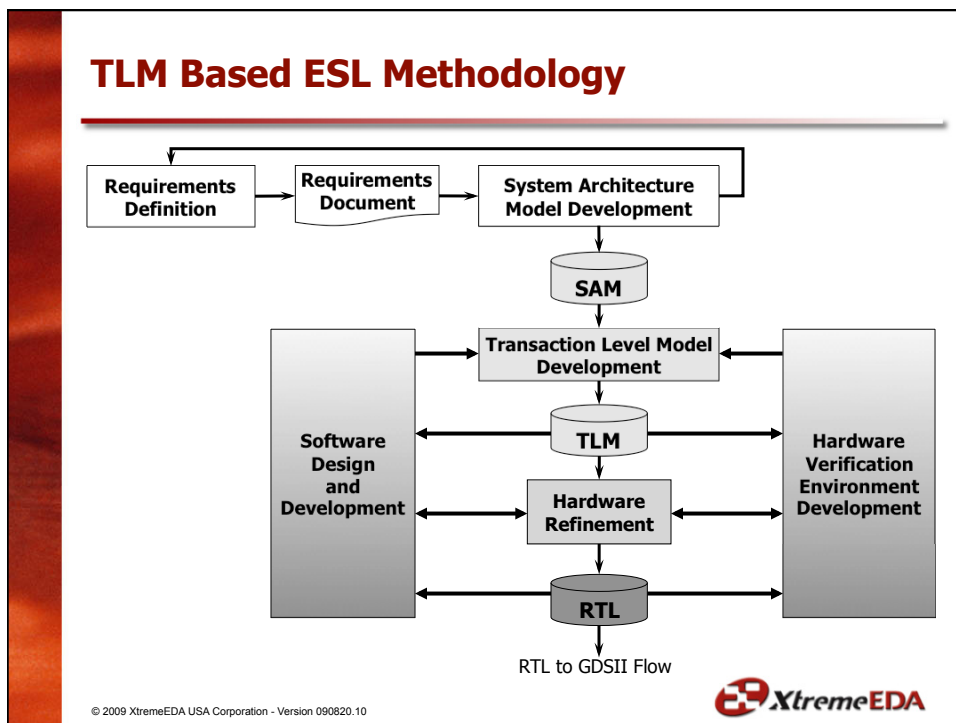 TLM Based ESL Methodology
Requirements
Definition
Requirements
Document
System Architecture
Model Development
SAM
Transaction Level Model
Development
TLM
Software
Design
and
Development
Hardware
Verification
Environment
Development
Hardware
Refinement
RTL
RTL to GDSII Flow
© 2009 XtremeEDA USA Corporation - Version 090820.10
XtremeEDA